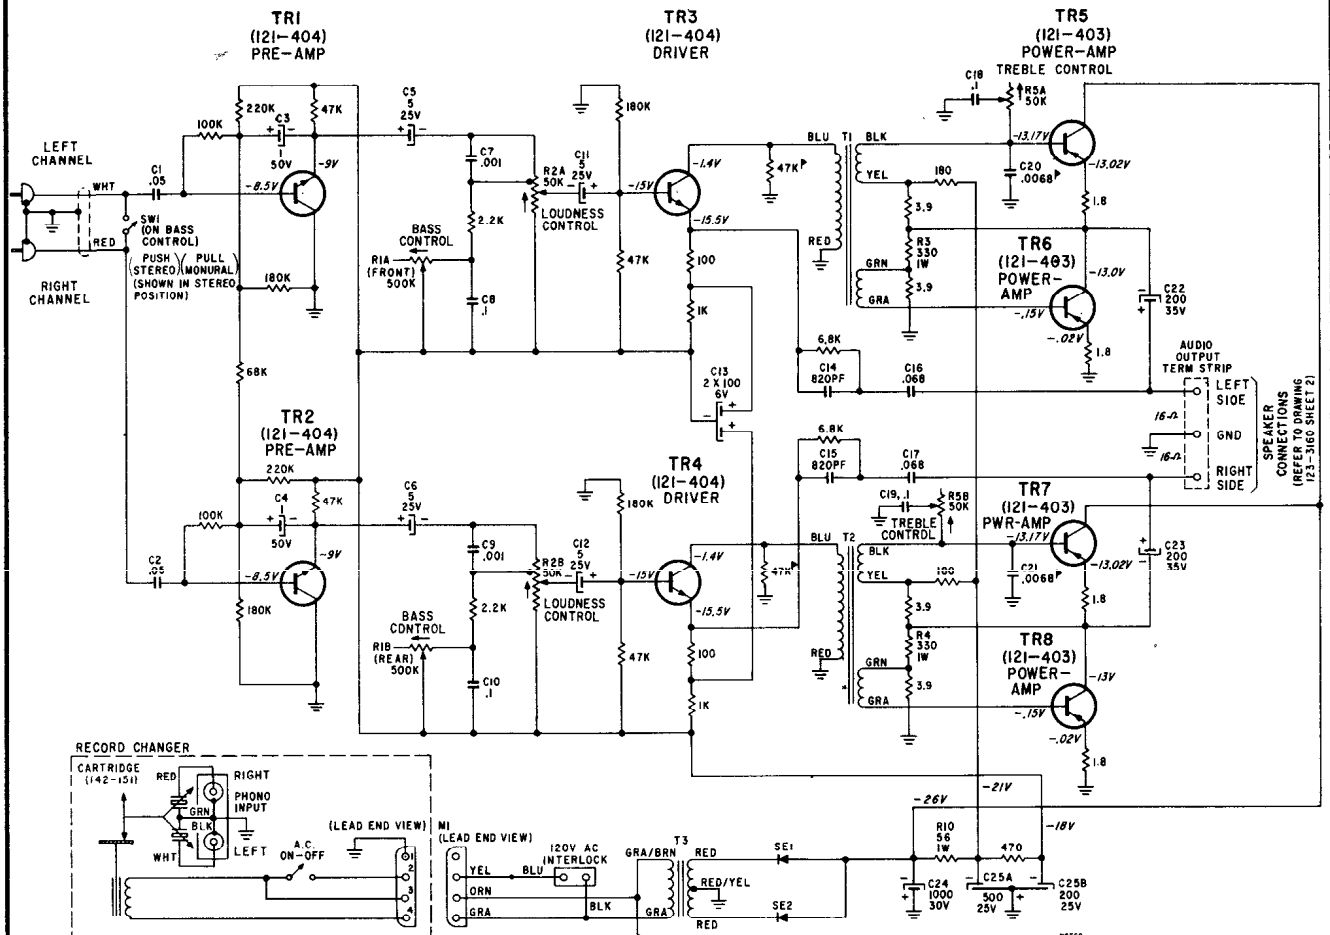 TR1
(121-404)
PRE-AMP
TR3
(121-404)
DRIVER
TR5
(121-403)
POWER-AMP
TREBLE CONTROL
C18
.1
R5A
50K
220K
47K
C5
5
25V
180K
100K
C3
1
50V
-9V
-8.5V
LEFT
CHANNEL
WHT
C1
.05
SW1
(ON BASS
CONTROL)
PUSH
(STEREO)
PULL
(MONURAL)
(SHOWN IN STEREO
POSITION)
RED
RIGHT
CHANNEL
180K
C7
.001
R2A
50K
LOUDNESS
CONTROL
C11
5
25V
-15V
-1.4V
-15.5V
47K
BLU
T1
BLK
YEL
RED
GRN
GRA
180
3.9
R3
330
1W
3.9
-13.17V
C20
.0068
-13.02V
1.8
TR6
(121-403)
POWER-
AMP
-13.0V
-.15V
-.02V
1.8
C22
200
35V
2.2K
BASS
CONTROL
R1A
(FRONT)
500K
C8
.1
47K
100
1K
68K
C13
2 X 100
6V
6.8K
C14
820PF
C16
.068
AUDIO
OUTPUT
TERM STRIP
LEFT
SIDE
16-Ω
GND
16-Ω
RIGHT
SIDE
SPEAKER
CONNECTIONS
(REFER TO DRAWING
123-3160 SHEET 2)
TR2
(121-404)
PRE-AMP
220K
47K
C6
5
25V
100K
C4
1
50V
-9V
-8.5V
C2
.05
180K
TR4
(121-404)
DRIVER
180K
6.8K
C15
820PF
C17
.068
C19, .1
R5B
50K
TREBLE
CONTROL
TR7
(121-403)
PWR-AMP
-13.17V
-13.02V
C23
200
35V
C9
.001
R2B
50K
LOUDNESS
CONTROL
C12
5
25V
-15V
-1.4V
-15.5V
47K
BLU
T2
BLK
YEL
180
C21
.0068
1.8
3.9
R4
330
1W
3.9
RED
GRN
GRA
TR8
(121-403)
POWER-
AMP
-13V
-.15V
-.02V
1.8
2.2K
BASS
CONTROL
R1B
(REAR)
500K
C10
.1
47K
100
1K
RECORD CHANGER
CARTRIDGE
(142-151)
RED
RIGHT
PHONO
INPUT
GRN
BLK
LEFT
WHT
A.C.
ON-OFF
(LEAD END VIEW)
1
2
3
4
M1
(LEAD END VIEW)
YEL
ORN
GRA
BLU
120V AC
INTERLOCK
BLK
GRA/BRN
T3
RED
RED/YEL
GRA
RED
SE1
SE2
-26V
-21V
-18V
R10
56
1W
470
C24
1000
30V
C25A
500
25V
C25B
200
25V